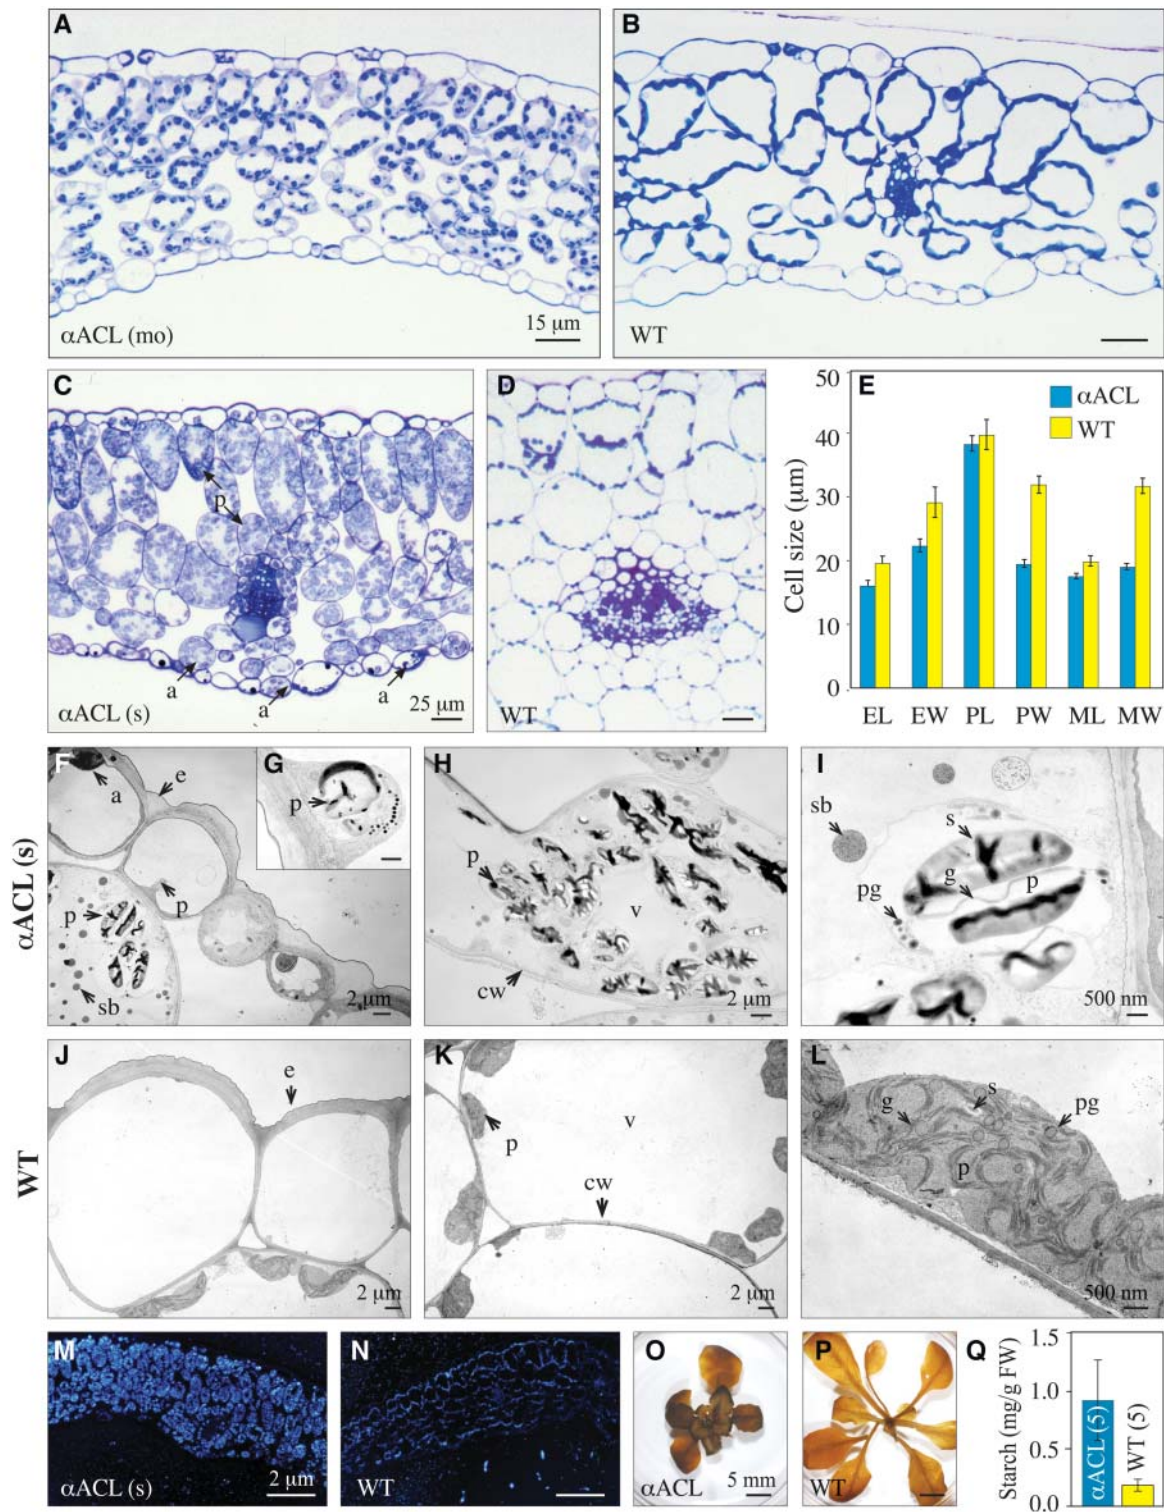 A
αACL (mo)
15 µm
B
WT
C
p
a
a
a
αACL (s)
25 µm
D
WT
E
αACL
WT
Cell size (µm)
50
40
30
20
10
0
EL EW PL PW ML MW
αACL (s)
F
e
a
p
p
sb
2 µm
G
p
H
p
v
cw
2 µm
I
sb
s
g
p
pg
500 nm
WT
J
e
2 µm
K
v
p
cw
2 µm
L
s
g
pg
p
500 nm
M
αACL (s)
2 µm
N
WT
O
αACL
5 mm
P
WT
Q
Starch (mg/g FW)
1.5
1.0
0.5
0.0
αACL (5)
WT (5)